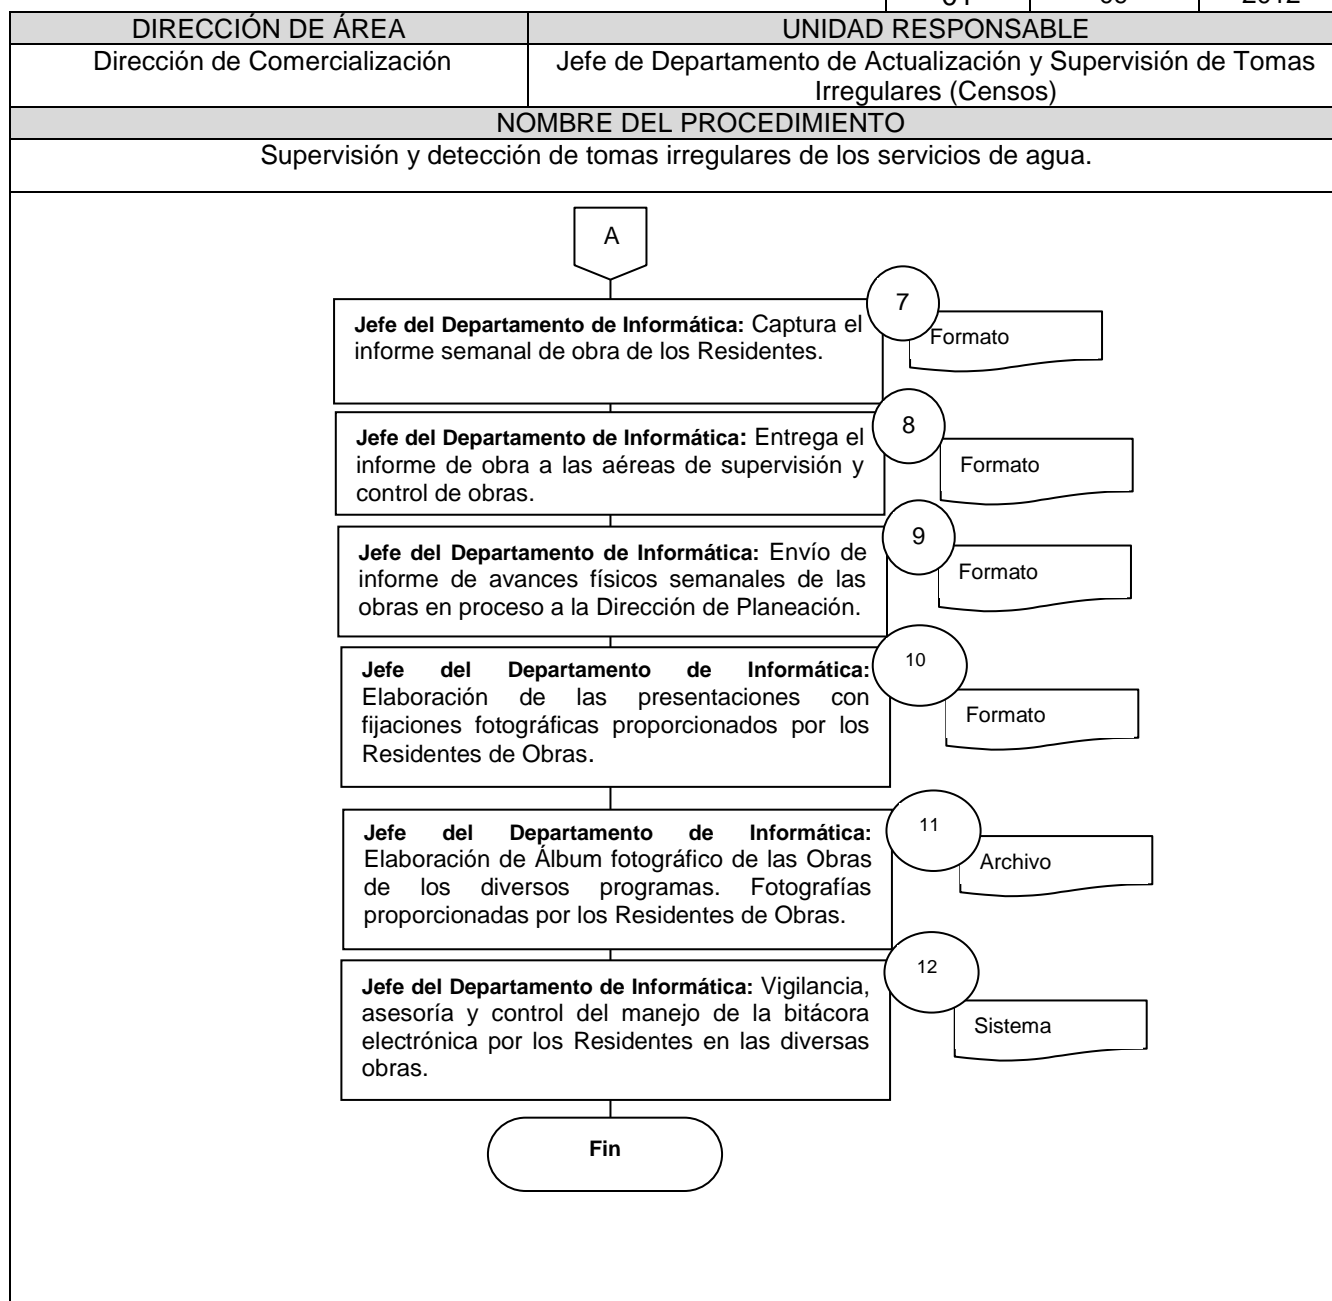 2012
DIRECCIÓN DE ÁREA
UNIDAD RESPONSABLE
Dirección de Comercialización
Jefe de Departamento de Actualización y Supervisión de Tomas
Irregulares (Censos)
NOMBRE DEL PROCEDIMIENTO
Supervisión y detección de tomas irregulares de los servicios de agua.
A
7
Jefe del Departamento de Informática: Captura el
informe semanal de obra de los Residentes.
Formato
8
Jefe del Departamento de Informática: Entrega el
informe de obra a las aéreas de supervisión y
control de obras.
Formato
9
Jefe del Departamento de Informática: Envío de
informe de avances físicos semanales de las
obras en proceso a la Dirección de Planeación.
Formato
10
Jefe del Departamento de Informática:
Elaboración de las presentaciones con
fijaciones fotográficas proporcionados por los
Residentes de Obras.
Formato
11
Jefe del Departamento de Informática:
Elaboración de Álbum fotográfico de las Obras
de los diversos programas. Fotografías
proporcionadas por los Residentes de Obras.
Archivo
12
Jefe del Departamento de Informática: Vigilancia,
asesoría y control del manejo de la bitácora
electrónica por los Residentes en las diversas
obras.
Sistema
Fin